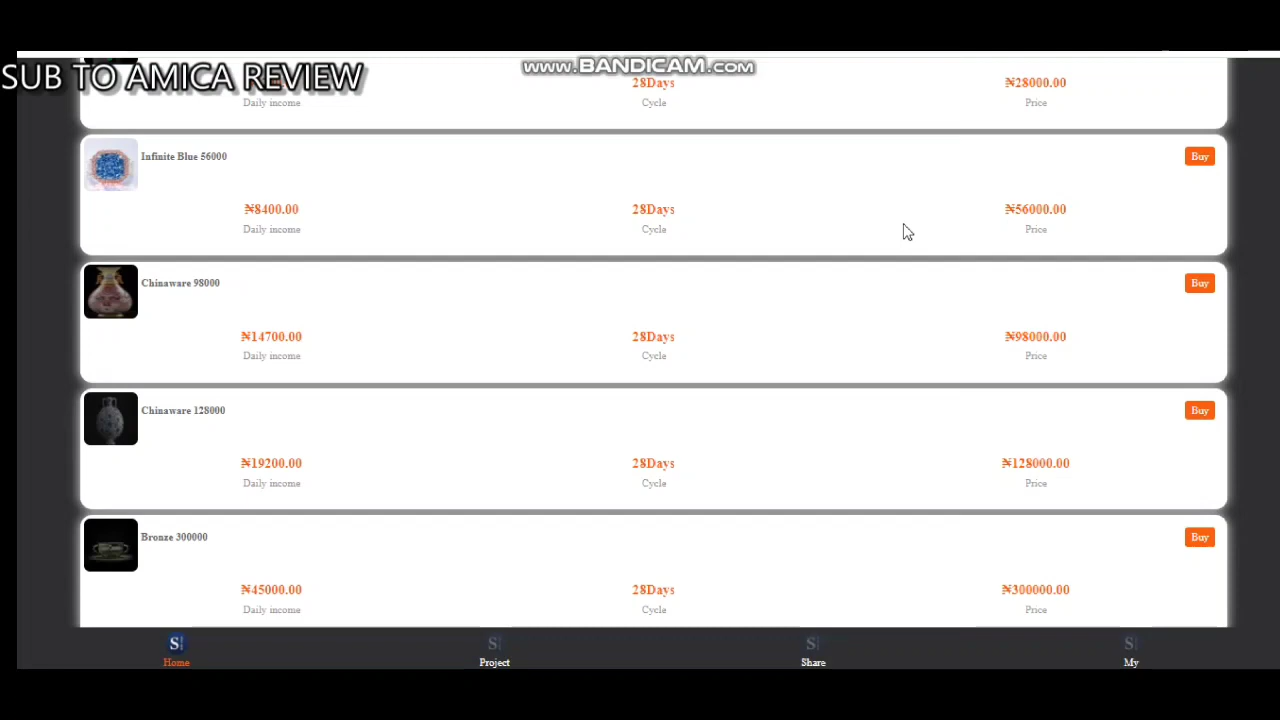 SUB TO AMICA REVIEW
www.BANDICAM.com
28Days
₦28000.00
Daily income
Cycle
Price
Infinite Blue 56000
Buy
₦8400.00
28Days
₦56000.00
Daily income
Cycle
Price
Chinaware 98000
Buy
₦14700.00
28Days
₦98000.00
Daily income
Cycle
Price
Chinaware 128000
Buy
₦19200.00
28Days
₦128000.00
Daily income
Cycle
Price
Bronze 300000
Buy
₦45000.00
28Days
₦300000.00
Daily income
Cycle
Price
Home
Project
Share
My